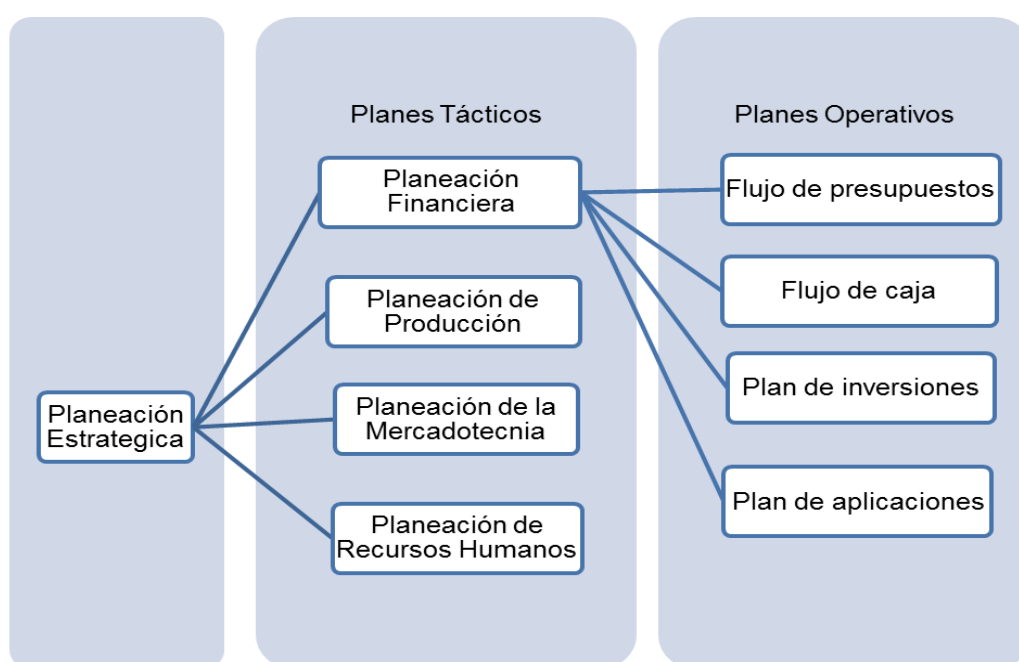 Planeación
Estrategica
Planes Tácticos
Planeación
Financiera
Planeación de
Producción
Planeación de la
Mercadotecnia
Planeación de
Recursos Humanos
Planes Operativos
Flujo de presupuestos
Flujo de caja
Plan de inversiones
Plan de aplicaciones